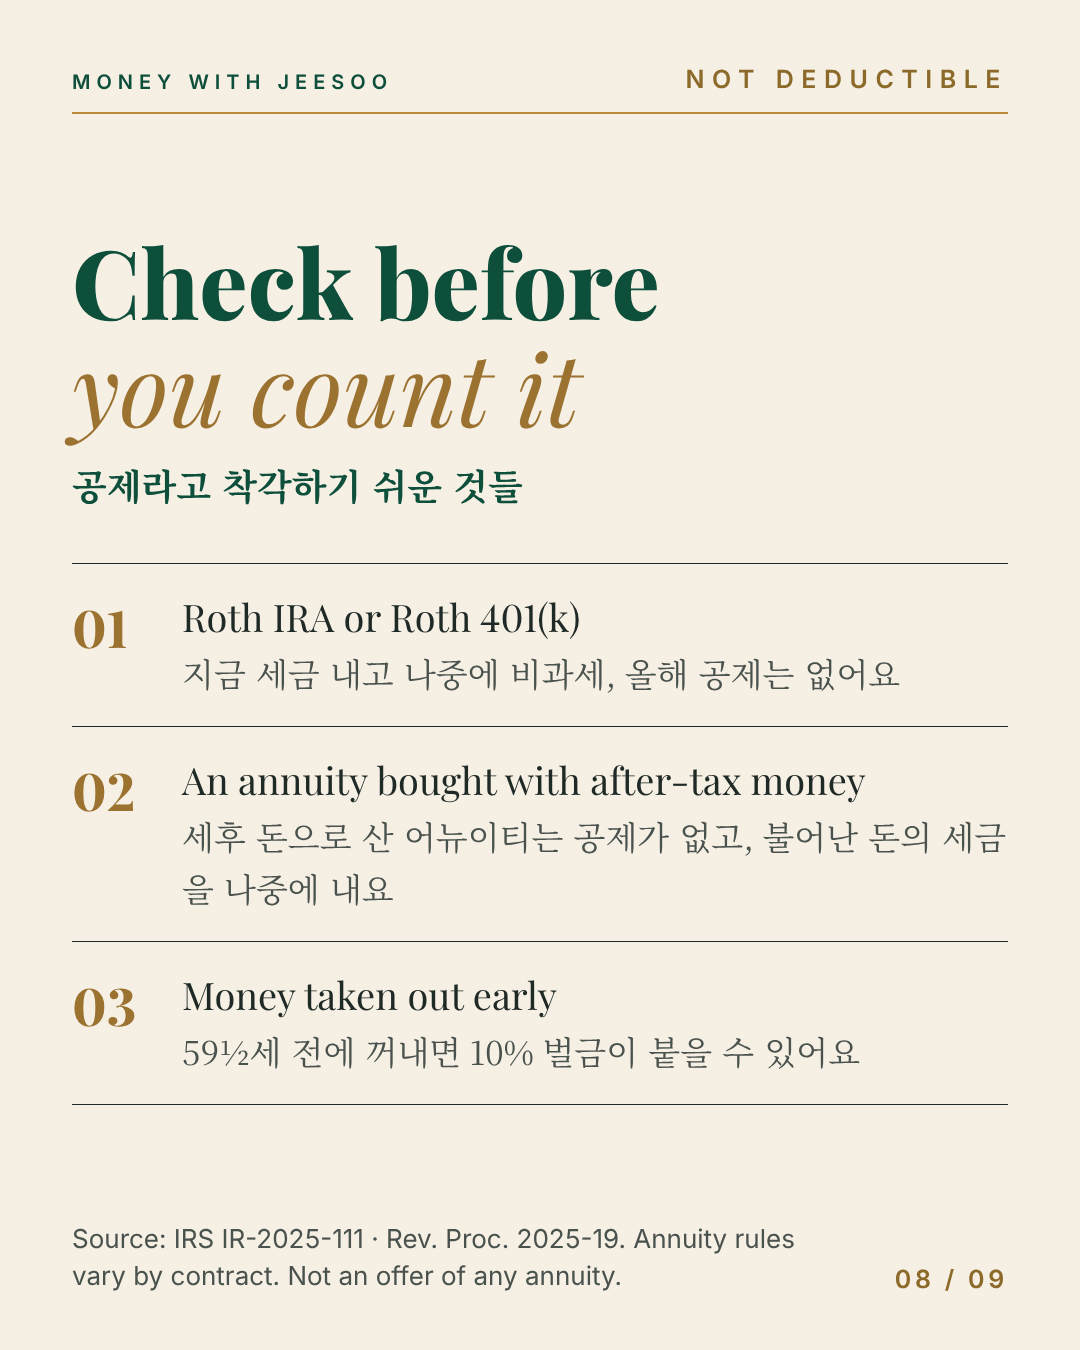 MONEY WITH JEESOO
NOT DEDUCTIBLE
Check before
you count it
공제라고 착각하기 쉬운 것들
01
Roth IRA or Roth 401(k)
지금 세금 내고 나중에 비과세, 올해 공제는 없어요
02
An annuity bought with after-tax money
세후 돈으로 산 어뉴이티는 공제가 없고, 불어난 돈의 세금
을 나중에 내요
03
Money taken out early
59½세 전에 꺼내면 10% 벌금이 붙을 수 있어요
Source: IRS IR-2025-111 · Rev. Proc. 2025-19. Annuity rules
vary by contract. Not an offer of any annuity.
08 / 09